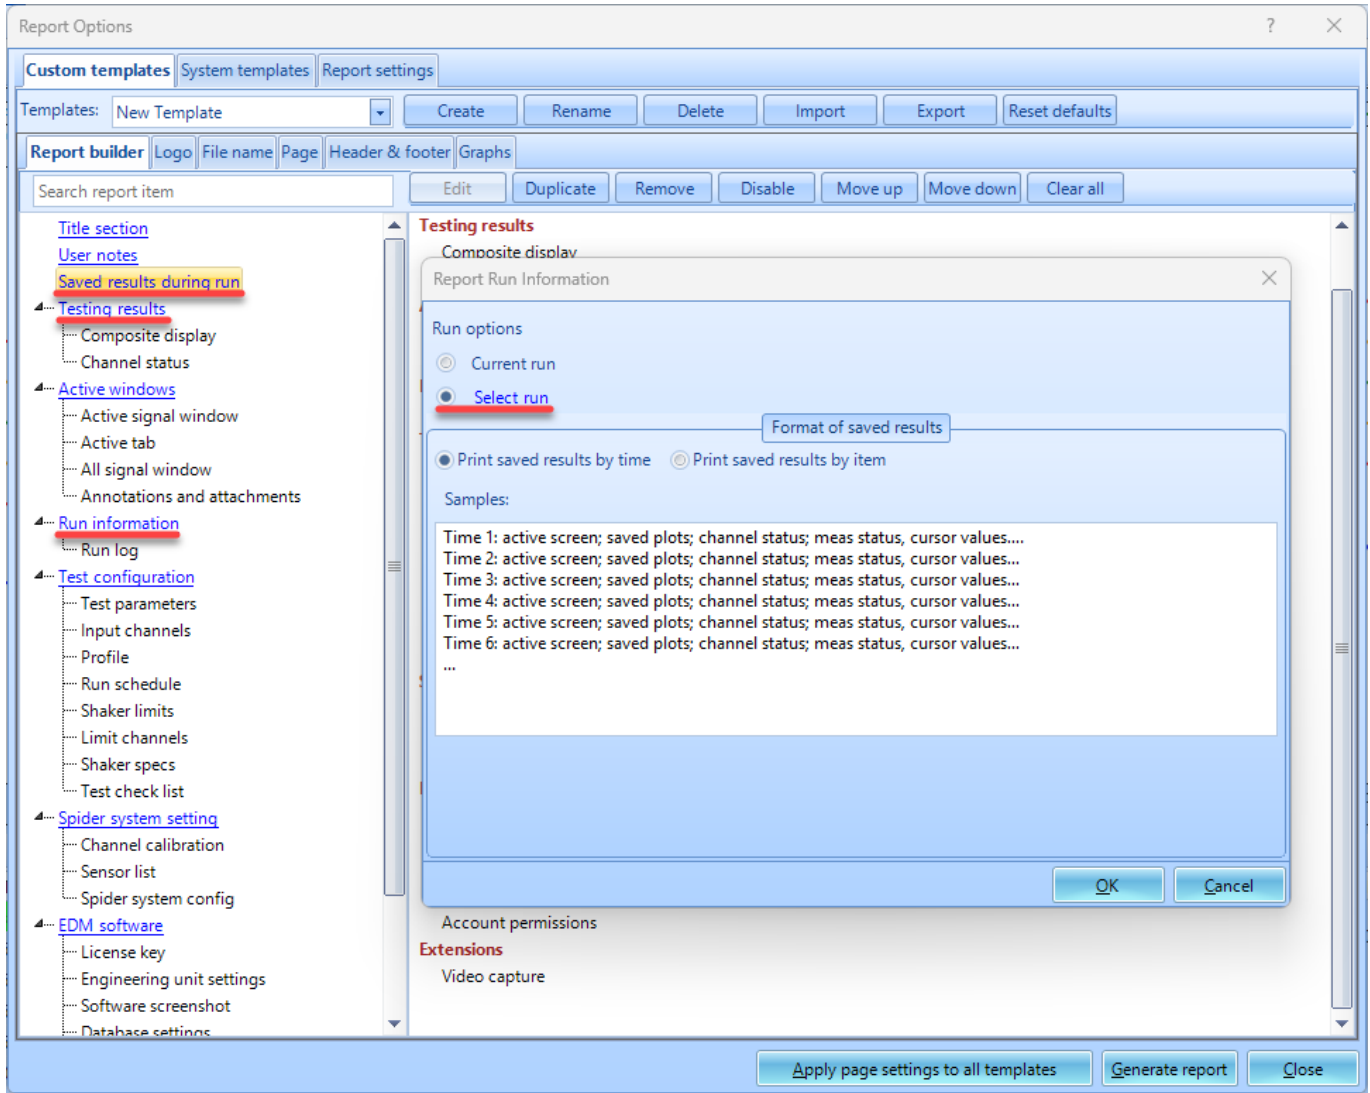 Report Options
?
Custom templates System templates Report settings
Templates: New Template Create Rename Delete Import Export Reset defaults
Report builder Logo File name Page Header & footer Graphs
Search report item Edit Duplicate Remove Disable Move up Move down Clear all
Title section
User notes
Saved results during run
Testing results
Composite display
Channel status
Active windows
Active signal window
Active tab
All signal window
Annotations and attachments
Run information
Run log
Test configuration
Test parameters
Input channels
Profile
Run schedule
Shaker limits
Limit channels
Shaker specs
Test check list
Spider system setting
Channel calibration
Sensor list
Spider system config
EDM software
License key
Engineering unit settings
Software screenshot
Database settings
Testing results
Composite display
Report Run Information
Run options
Current run
Select run
Format of saved results
Print saved results by time Print saved results by item
Samples:
Time 1: active screen; saved plots; channel status; meas status, cursor values....
Time 2: active screen; saved plots; channel status; meas status, cursor values...
Time 3: active screen; saved plots; channel status; meas status, cursor values...
Time 4: active screen; saved plots; channel status; meas status, cursor values...
Time 5: active screen; saved plots; channel status; meas status, cursor values...
Time 6: active screen; saved plots; channel status; meas status, cursor values...
...
OK Cancel
Account permissions
Extensions
Video capture
Apply page settings to all templates Generate report Close